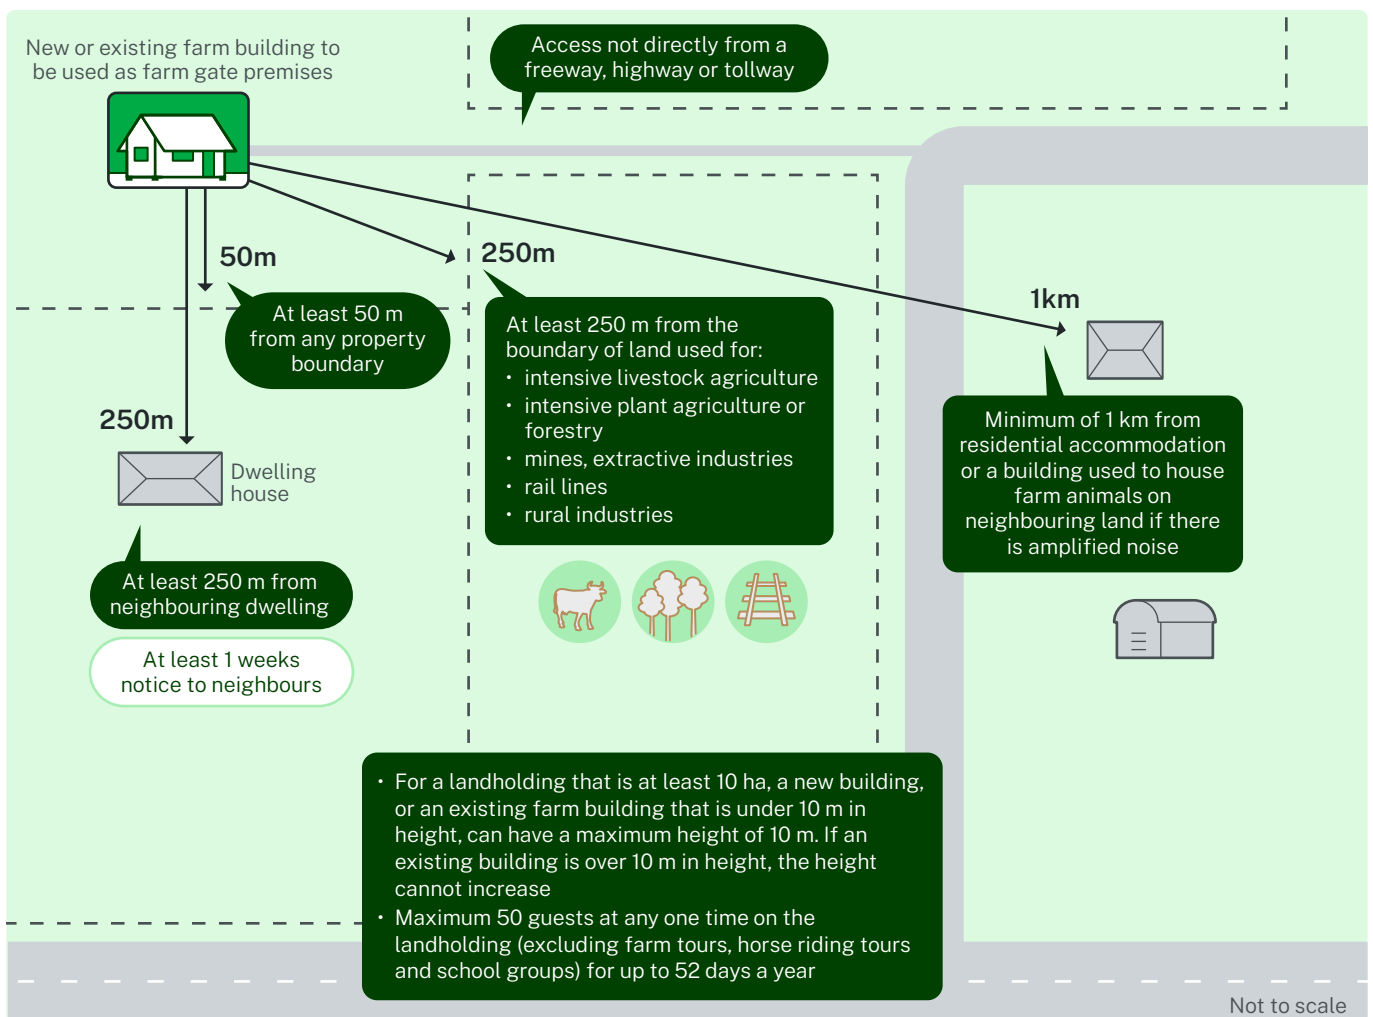 New or existing farm building to
be used as farm gate premises
Access not directly from a
freeway, highway or tollway
50m
At least 50 m
from any property
boundary
250m
At least 250 m from the
boundary of land used for:
• intensive livestock agriculture
• intensive plant agriculture or
forestry
• mines, extractive industries
• rail lines
• rural industries
1km
Minimum of 1 km from
residential accommodation
or a building used to house
farm animals on
neighbouring land if there
is amplified noise
250m
Dwelling
house
At least 250 m from
neighbouring dwelling
At least 1 weeks
notice to neighbours
• For a landholding that is at least 10 ha, a new building,
or an existing farm building that is under 10 m in
height, can have a maximum height of 10 m. If an
existing building is over 10 m in height, the height
cannot increase
• Maximum 50 guests at any one time on the
landholding (excluding farm tours, horse riding tours
and school groups) for up to 52 days a year
Not to scale